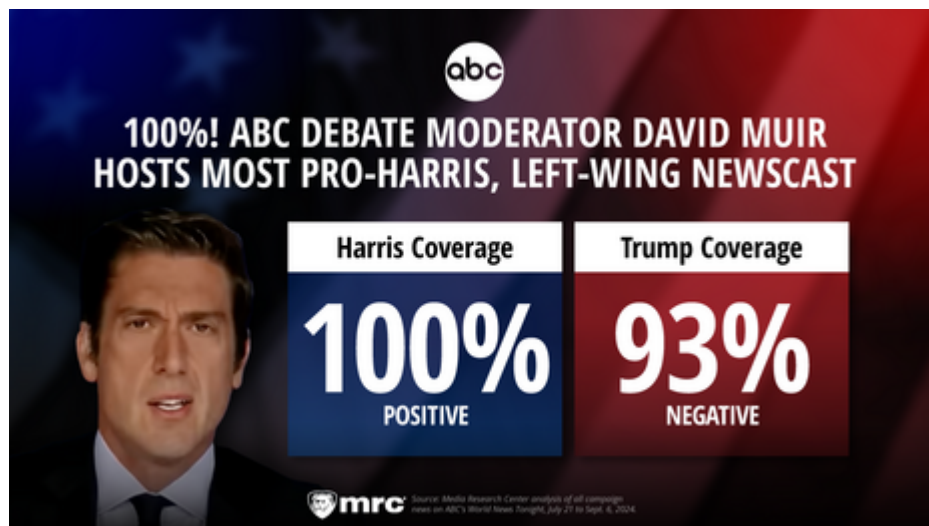 abc
100%! ABC DEBATE MODERATOR DAVID MUIR
HOSTS MOST PRO-HARRIS, LEFT-WING NEWSCAST
Harris Coverage
100%
POSITIVE
Trump Coverage
93%
NEGATIVE
mrc
Source: Media Research Center analysis of all campaign
news on ABC's World News Tonight, July 21 to Sept. 6, 2024.